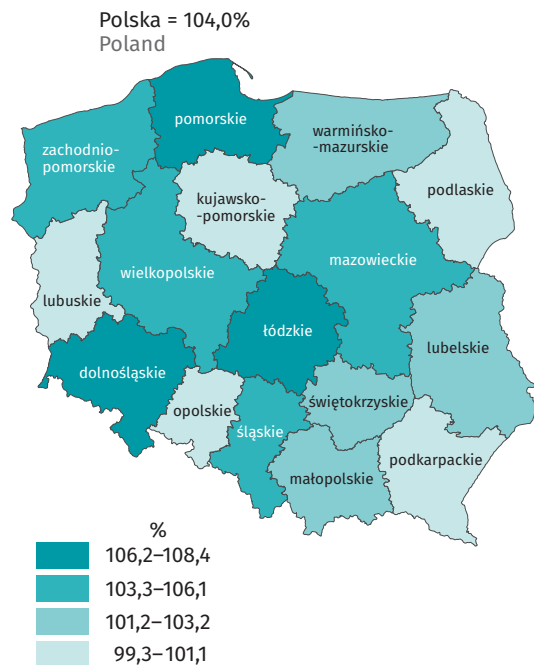 Polska = 104,0%
Poland
pomorskie
warmińsko-
-mazurskie
zachodnio-
pomorskie
podlaskie
kujawsko-
-pomorskie
mazowieckie
wielkopolskie
lubuskie
łódzkie
lubelskie
dolnośląskie
opolskie
świętokrzyskie
śląskie
podkarpackie
małopolskie
%
106,2–108,4
103,3–106,1
101,2–103,2
99,3–101,1